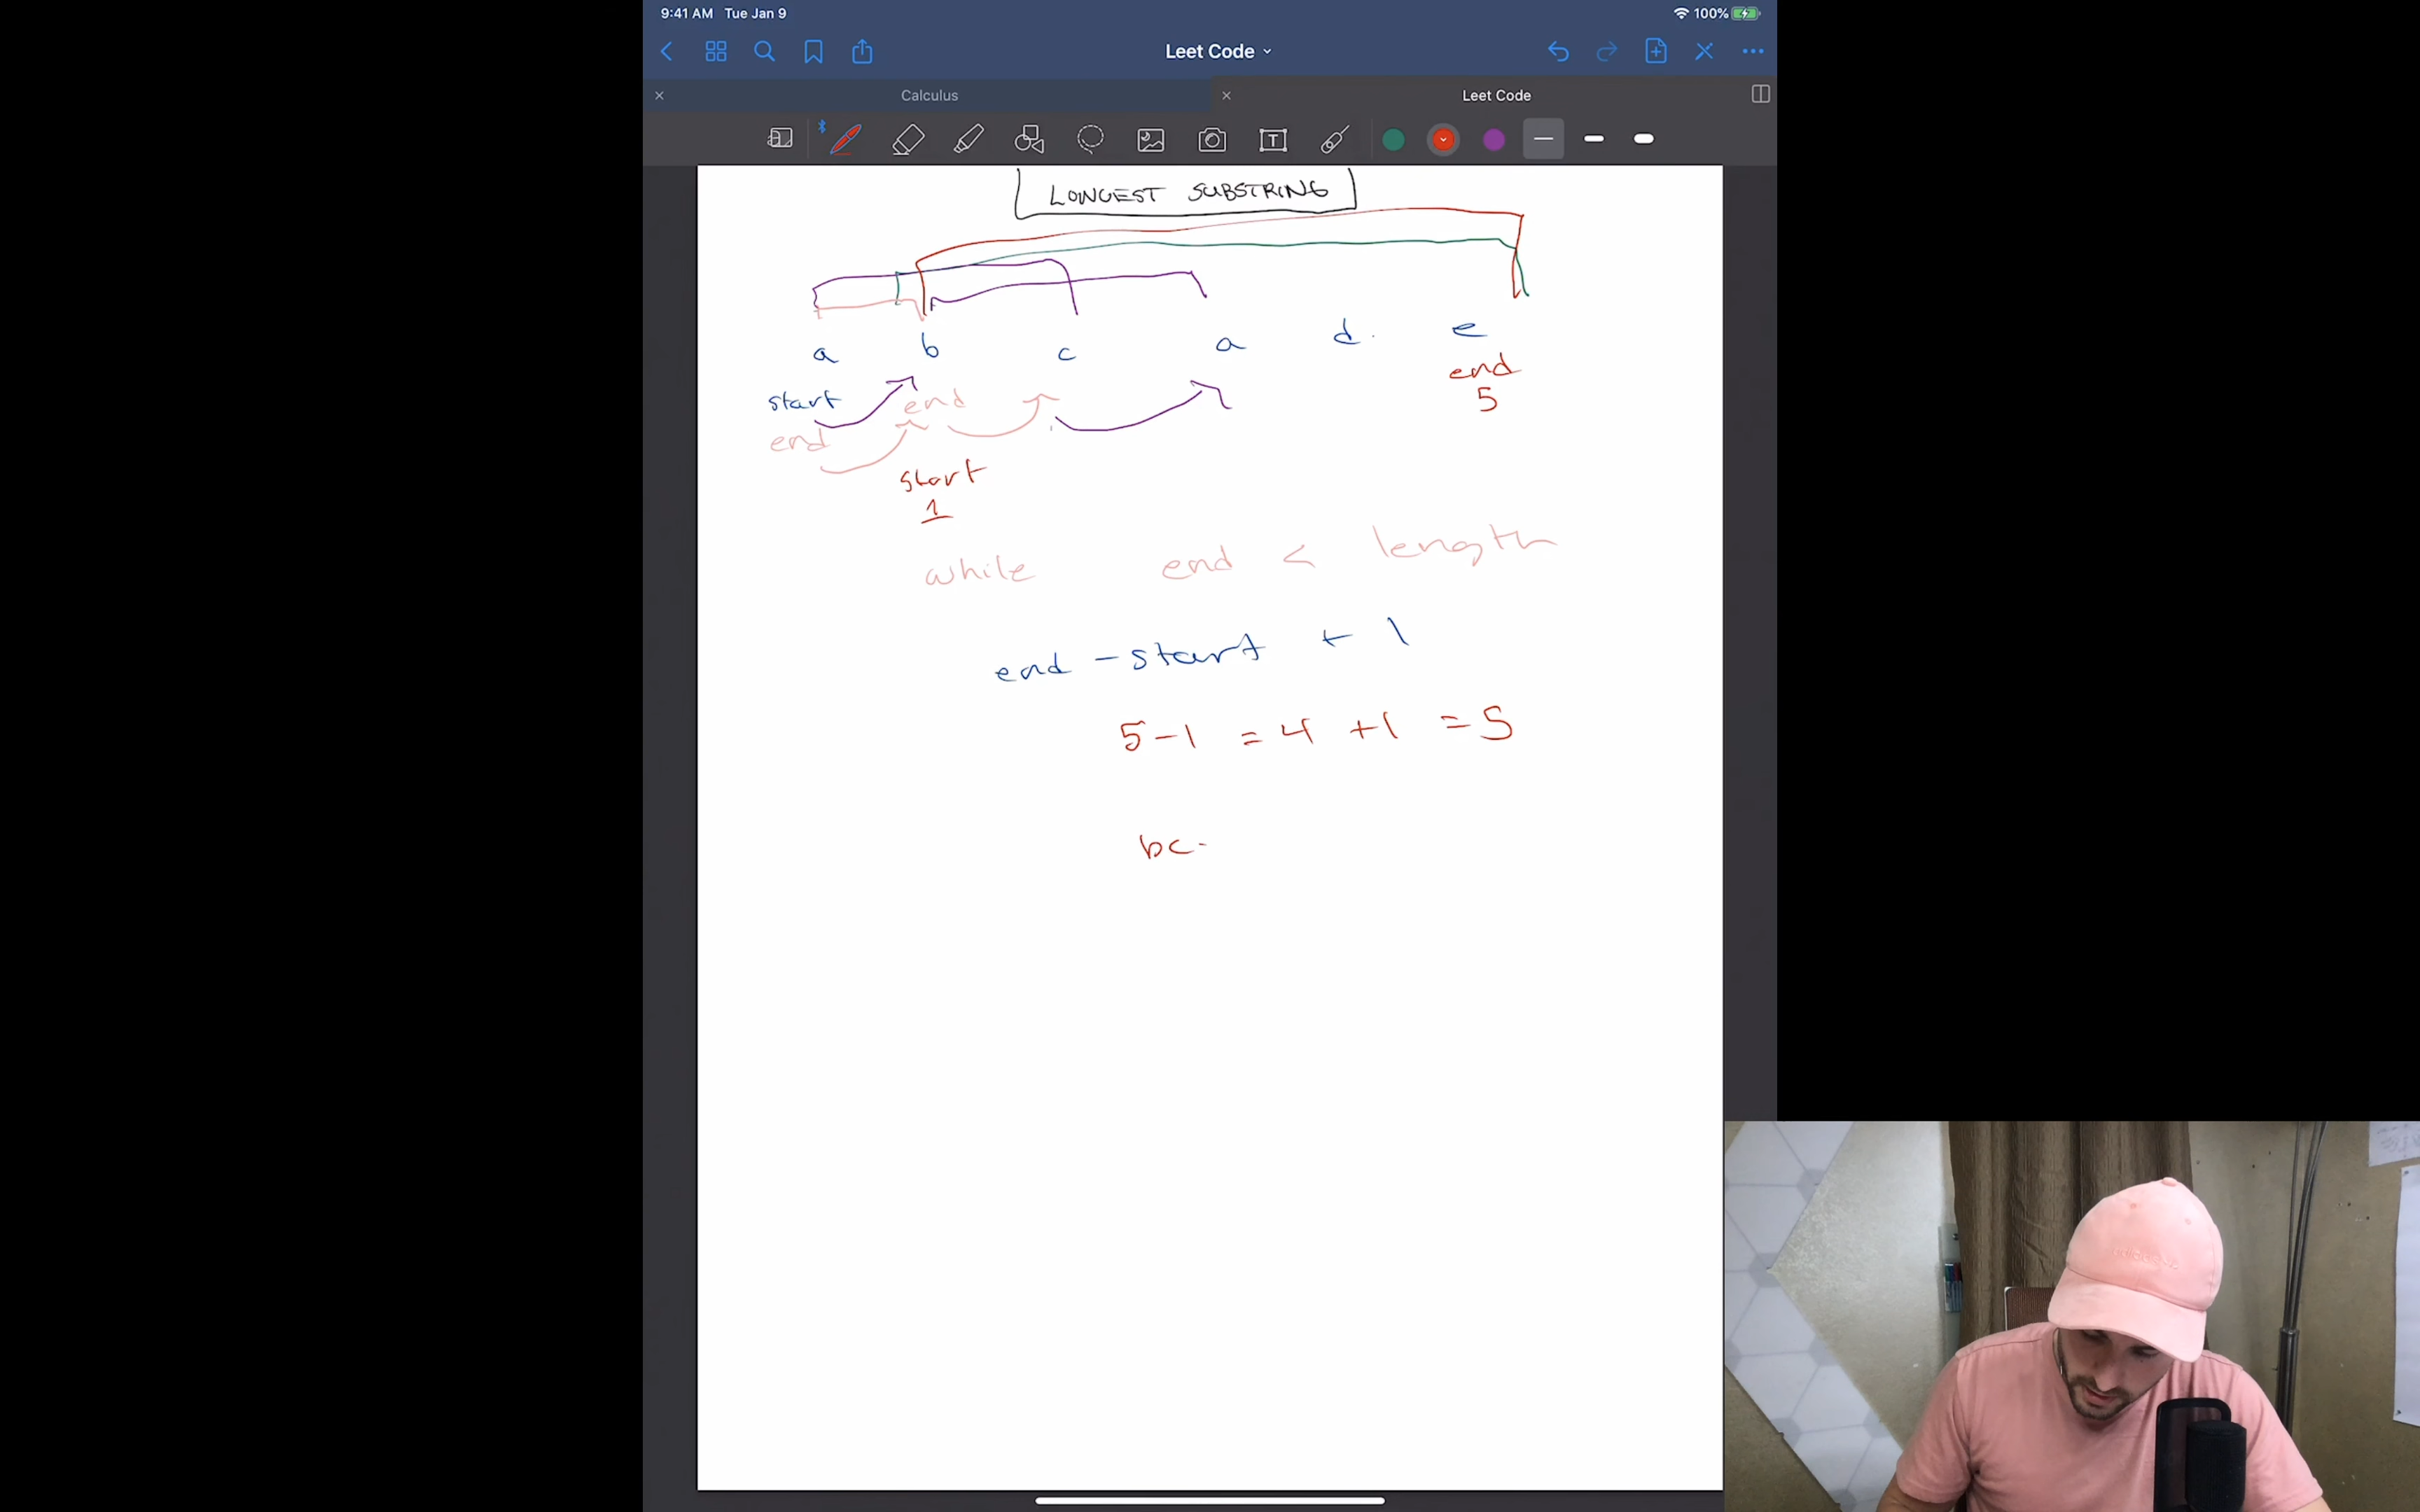 9:41 AM Tue Jan 9 100%
Leet Code
Calculus Leet Code
LONGEST SUBSTRING
a b c a d. e
start end end
end 5
start
1
while end < length
end - start + 1
5 - 1 = 4 + 1 = 5
bc